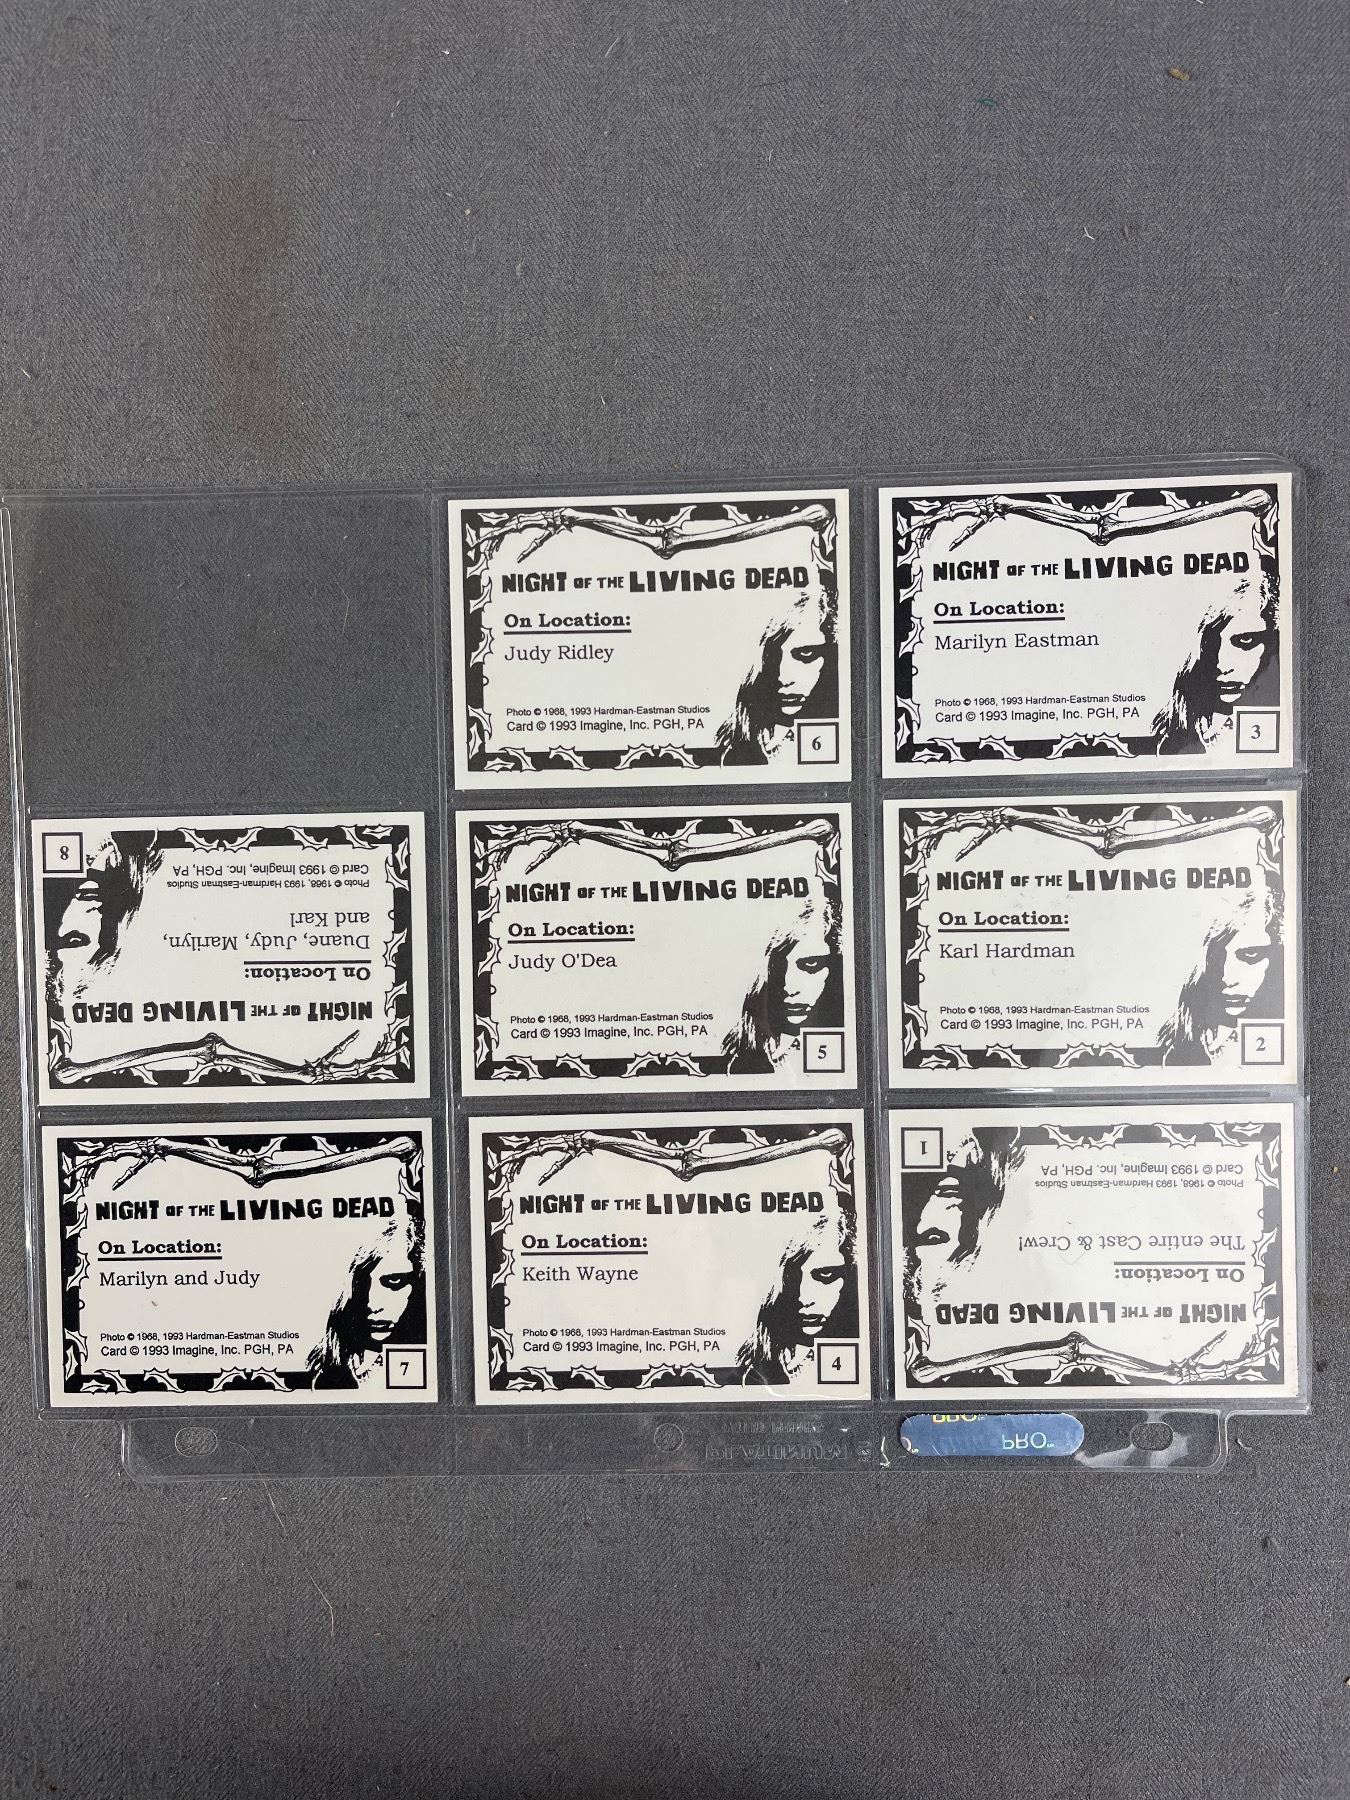 NIGHT OF THE LIVING DEAD
On Location:
Judy Ridley
Photo © 1968, 1993 Hardman-Eastman Studios
Card © 1993 Imagine, Inc. PGH, PA
6
NIGHT OF THE LIVING DEAD
On Location:
Marilyn Eastman
Photo © 1968, 1993 Hardman-Eastman Studios
Card © 1993 Imagine, Inc. PGH, PA
3
NIGHT OF THE LIVING DEAD
On Location:
Duane, Judy, Marilyn,
and Karl
Photo © 1968, 1993 Hardman-Eastman Studios
Card © 1993 Imagine, Inc. PGH, PA
8
NIGHT OF THE LIVING DEAD
On Location:
Judy O'Dea
Photo © 1968, 1993 Hardman-Eastman Studios
Card © 1993 Imagine, Inc. PGH, PA
5
NIGHT OF THE LIVING DEAD
On Location:
Karl Hardman
Photo © 1968, 1993 Hardman-Eastman Studios
Card © 1993 Imagine, Inc. PGH, PA
2
NIGHT OF THE LIVING DEAD
On Location:
Marilyn and Judy
Photo © 1968, 1993 Hardman-Eastman Studios
Card © 1993 Imagine, Inc. PGH, PA
7
NIGHT OF THE LIVING DEAD
On Location:
Keith Wayne
Photo © 1968, 1993 Hardman-Eastman Studios
Card © 1993 Imagine, Inc. PGH, PA
4
NIGHT OF THE LIVING DEAD
On Location:
The entire Cast & Crew!
Photo © 1968, 1993 Hardman-Eastman Studios
Card © 1993 Imagine, Inc. PGH, PA
1
PRO
PRO